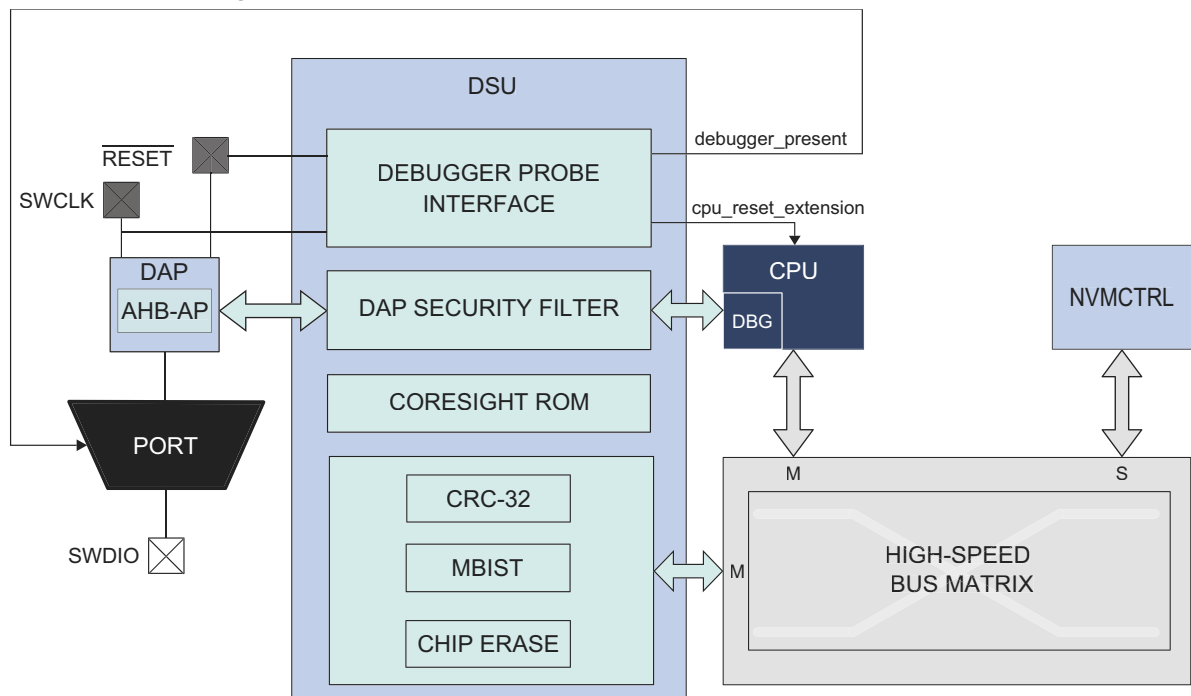 DSU
debugger_present
RESET
DEBUGGER PROBE
INTERFACE
SWCLK
cpu_reset_extension
DAP
CPU
AHB-AP
DAP SECURITY FILTER
DBG
NVMCTRL
CORESIGHT ROM
PORT
M
S
CRC-32
SWDIO
MBIST
M
HIGH-SPEED
BUS MATRIX
CHIP ERASE